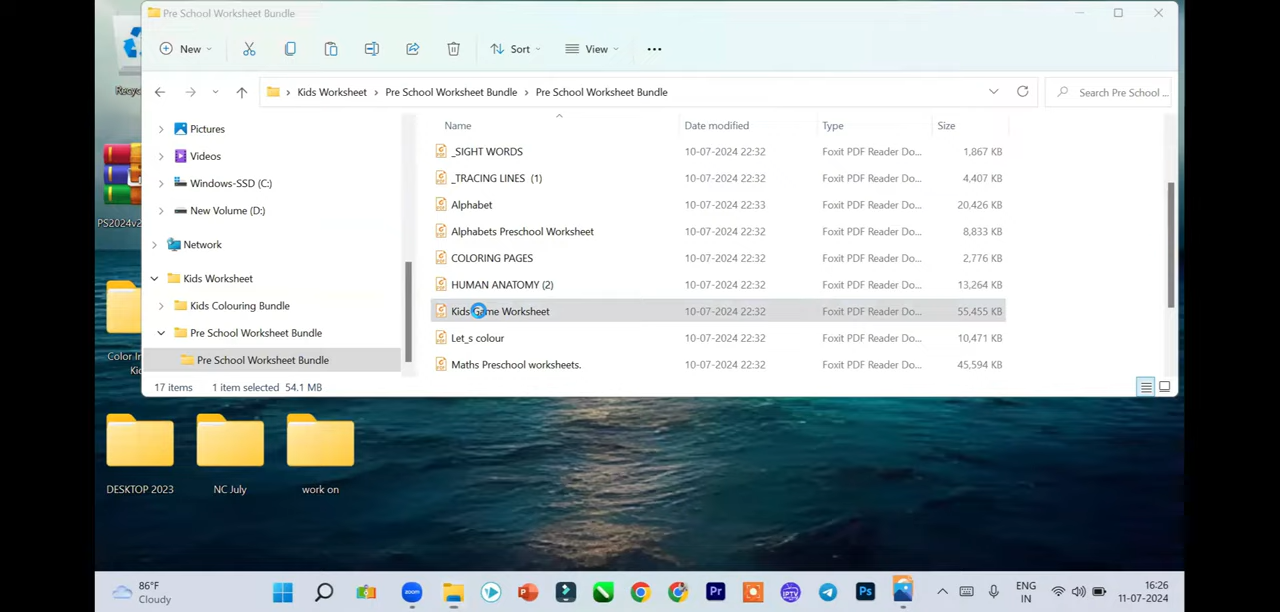 Pre School Worksheet Bundle
New
Sort
View
Kids Worksheet
Pre School Worksheet Bundle
Pre School Worksheet Bundle
Search Pre School ...
Pictures
Videos
Windows-SSD (C:)
New Volume (D:)
Network
Kids Worksheet
Kids Colouring Bundle
Pre School Worksheet Bundle
Pre School Worksheet Bundle
Name Date modified Type Size
_SIGHT WORDS 10-07-2024 22:32 Foxit PDF Reader Do... 1,867 KB
_TRACING LINES (1) 10-07-2024 22:32 Foxit PDF Reader Do... 4,407 KB
Alphabet 10-07-2024 22:33 Foxit PDF Reader Do... 20,426 KB
Alphabets Preschool Worksheet 10-07-2024 22:32 Foxit PDF Reader Do... 8,833 KB
COLORING PAGES 10-07-2024 22:32 Foxit PDF Reader Do... 2,776 KB
HUMAN ANATOMY (2) 10-07-2024 22:32 Foxit PDF Reader Do... 13,264 KB
Kids Game Worksheet 10-07-2024 22:32 Foxit PDF Reader Do... 55,455 KB
Let_s colour 10-07-2024 22:32 Foxit PDF Reader Do... 10,471 KB
Maths Preschool worksheets. 10-07-2024 22:32 Foxit PDF Reader Do... 45,594 KB
17 items 1 item selected 54.1 MB
Recyc
PS2024v2
Color In
Ki
DESKTOP 2023
NC July
work on
86°F
Cloudy
zoom
Pr
IPTV
Ps
ENG
IN
16:26
11-07-2024